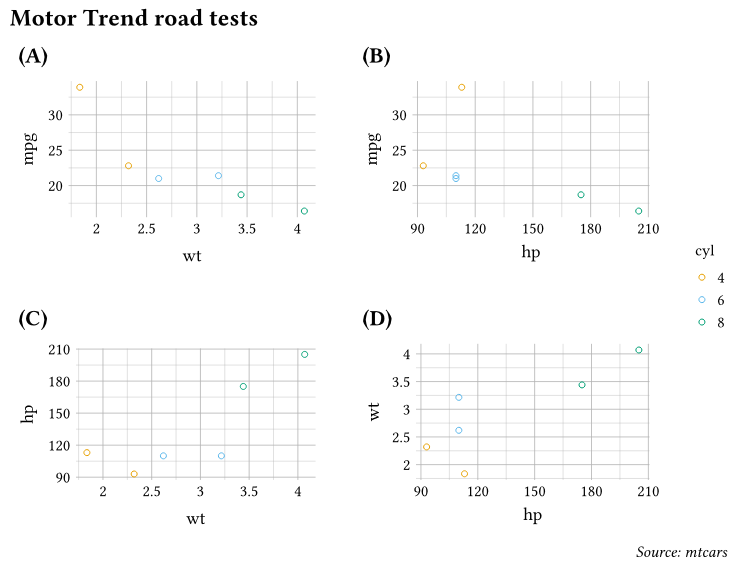 Motor Trend road tests
(A)
mpg
30
25
20
2 2.5 3 3.5 4
wt
(B)
mpg
30
25
20
90 120 150 180 210
hp
(C)
hp
210
180
150
120
90
2 2.5 3 3.5 4
wt
(D)
wt
4
3.5
3
2.5
2
90 120 150 180 210
hp
cyl
4
6
8
Source: mtcars